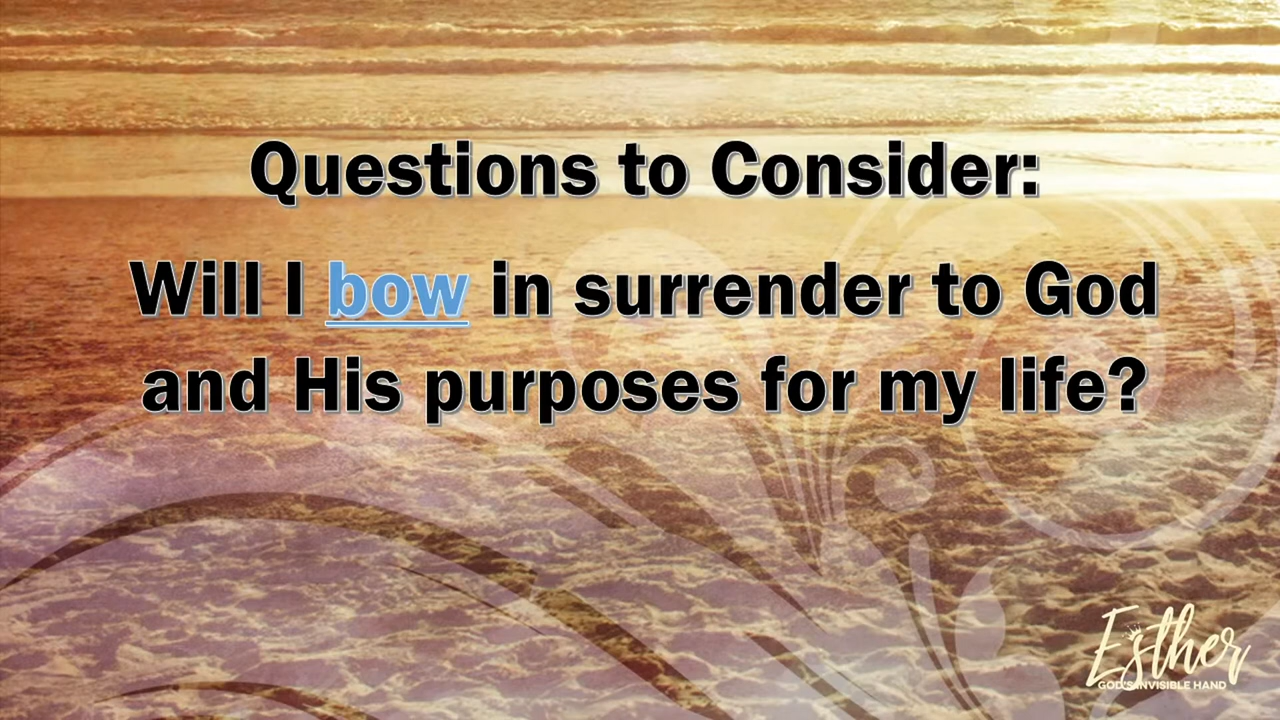 Questions to Consider:
Will I bow in surrender to God
and His purposes for my life?
Esther
GOD'S INVISIBLE HAND